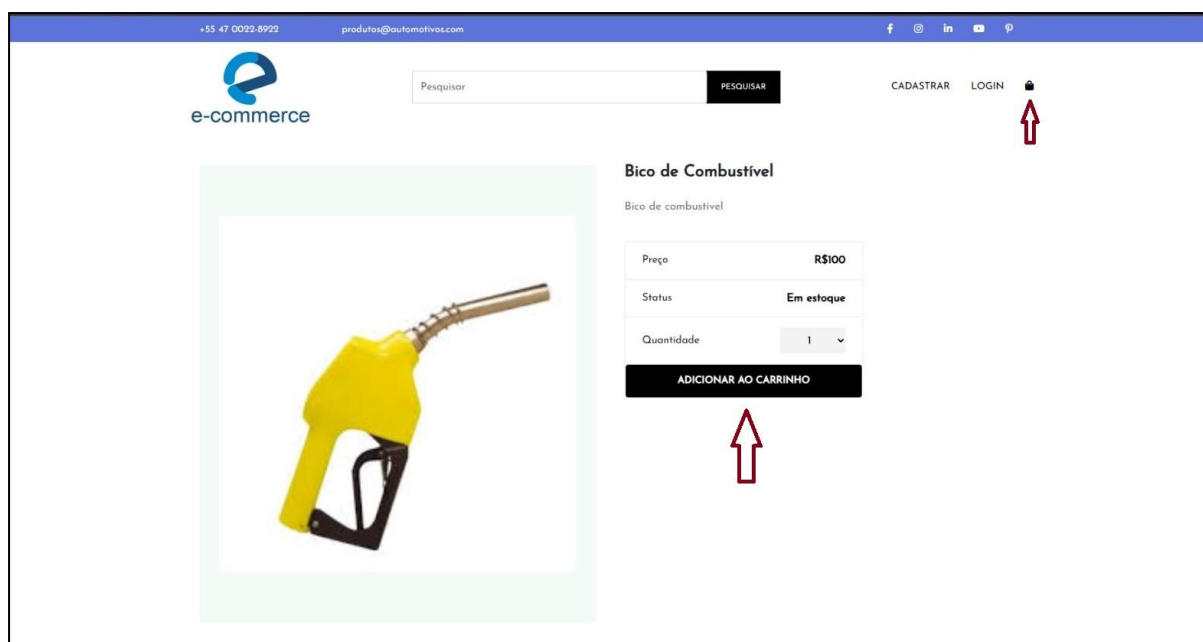 +55 47 0022-8922 produtos@automotivos.com
e-commerce
Pesquisar PESQUISAR
CADASTRAR LOGIN
Bico de Combustível
Bico de combustível
Preço R$100
Status Em estoque
Quantidade 1
ADICIONAR AO CARRINHO